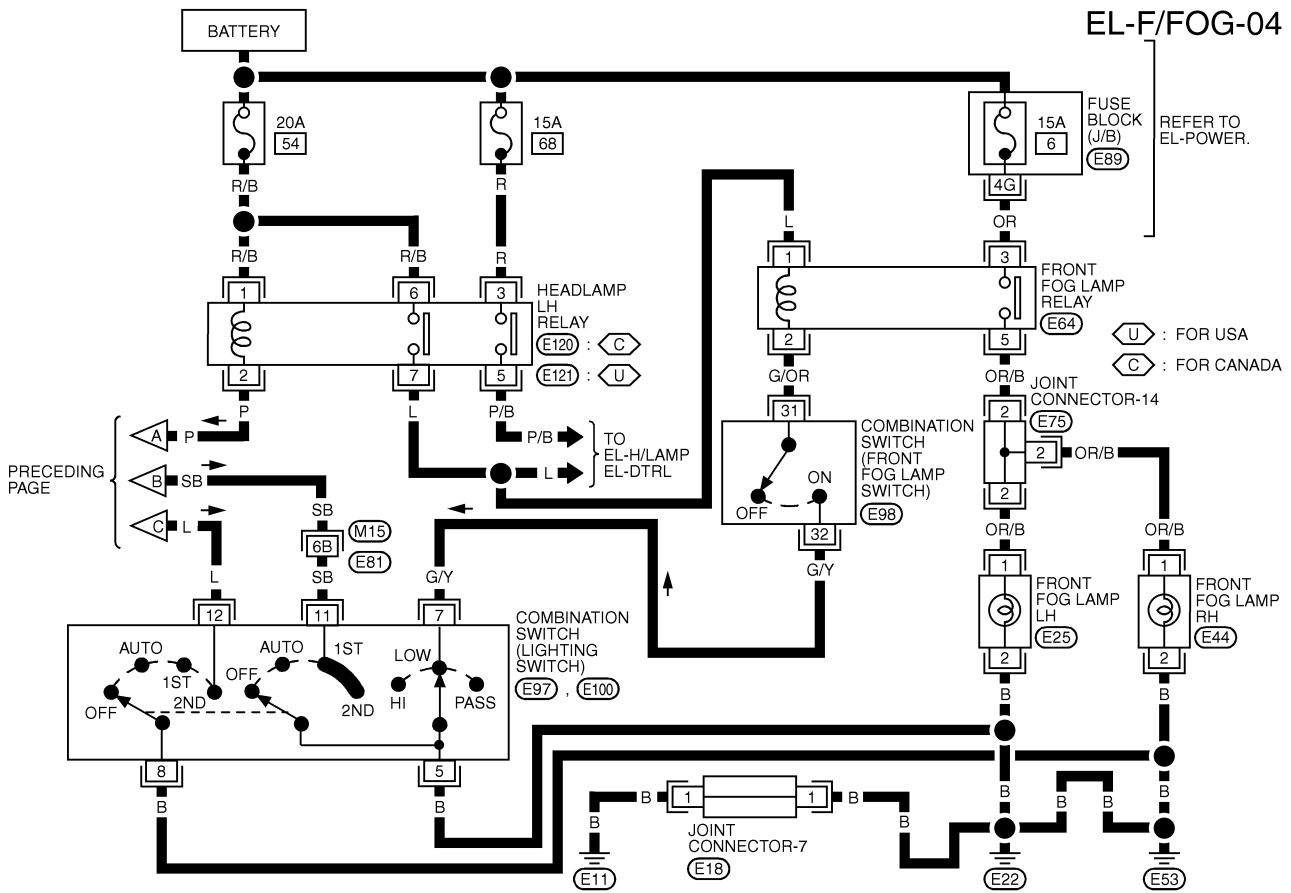 EL-F/FOG-04
BATTERY
20A
54
15A
68
15A
6
FUSE
BLOCK
(J/B)
E89
REFER TO
EL-POWER.
4G
R/B
R
OR
L
R/B
R/B
R
1
6
3
HEADLAMP
LH
RELAY
E120 : C
E121 : U
2
7
5
1
3
FRONT
FOG LAMP
RELAY
E64
2
5
U : FOR USA
C : FOR CANADA
P
L
P/B
G/OR
OR/B
PRECEDING
PAGE
A P
B SB
C L
P/B
L
TO
EL-H/LAMP
EL-DTRL
31
COMBINATION
SWITCH
(FRONT
FOG LAMP
SWITCH)
E98
OFF
ON
32
G/Y
2
JOINT
CONNECTOR-14
E75
2
OR/B
2
OR/B
OR/B
SB
6B
M15
E81
L
SB
G/Y
12
11
7
COMBINATION
SWITCH
(LIGHTING
SWITCH)
E97 , E100
AUTO
1ST
2ND
OFF
AUTO
1ST
OFF
2ND
LOW
HI
PASS
8
5
B
B
1
FRONT
FOG LAMP
LH
E25
2
1
FRONT
FOG LAMP
RH
E44
2
B
B
B
B
B
B
B
1
1
B
B
B
JOINT
CONNECTOR-7
E18
E11
E22
E53